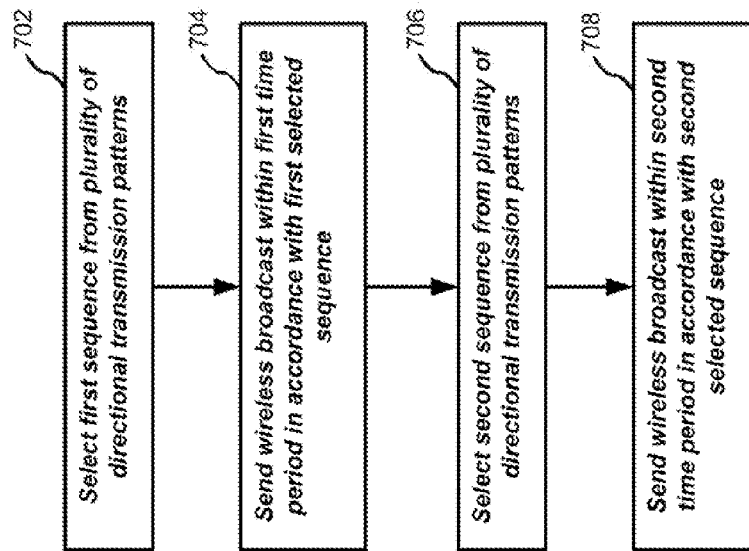 702
Select first sequence from plurality of
directional transmission patterns
704
Send wireless broadcast within first time
period in accordance with first selected
sequence
706
Select second sequence from plurality of
directional transmission patterns
708
Send wireless broadcast within second
time period in accordance with second
selected sequence